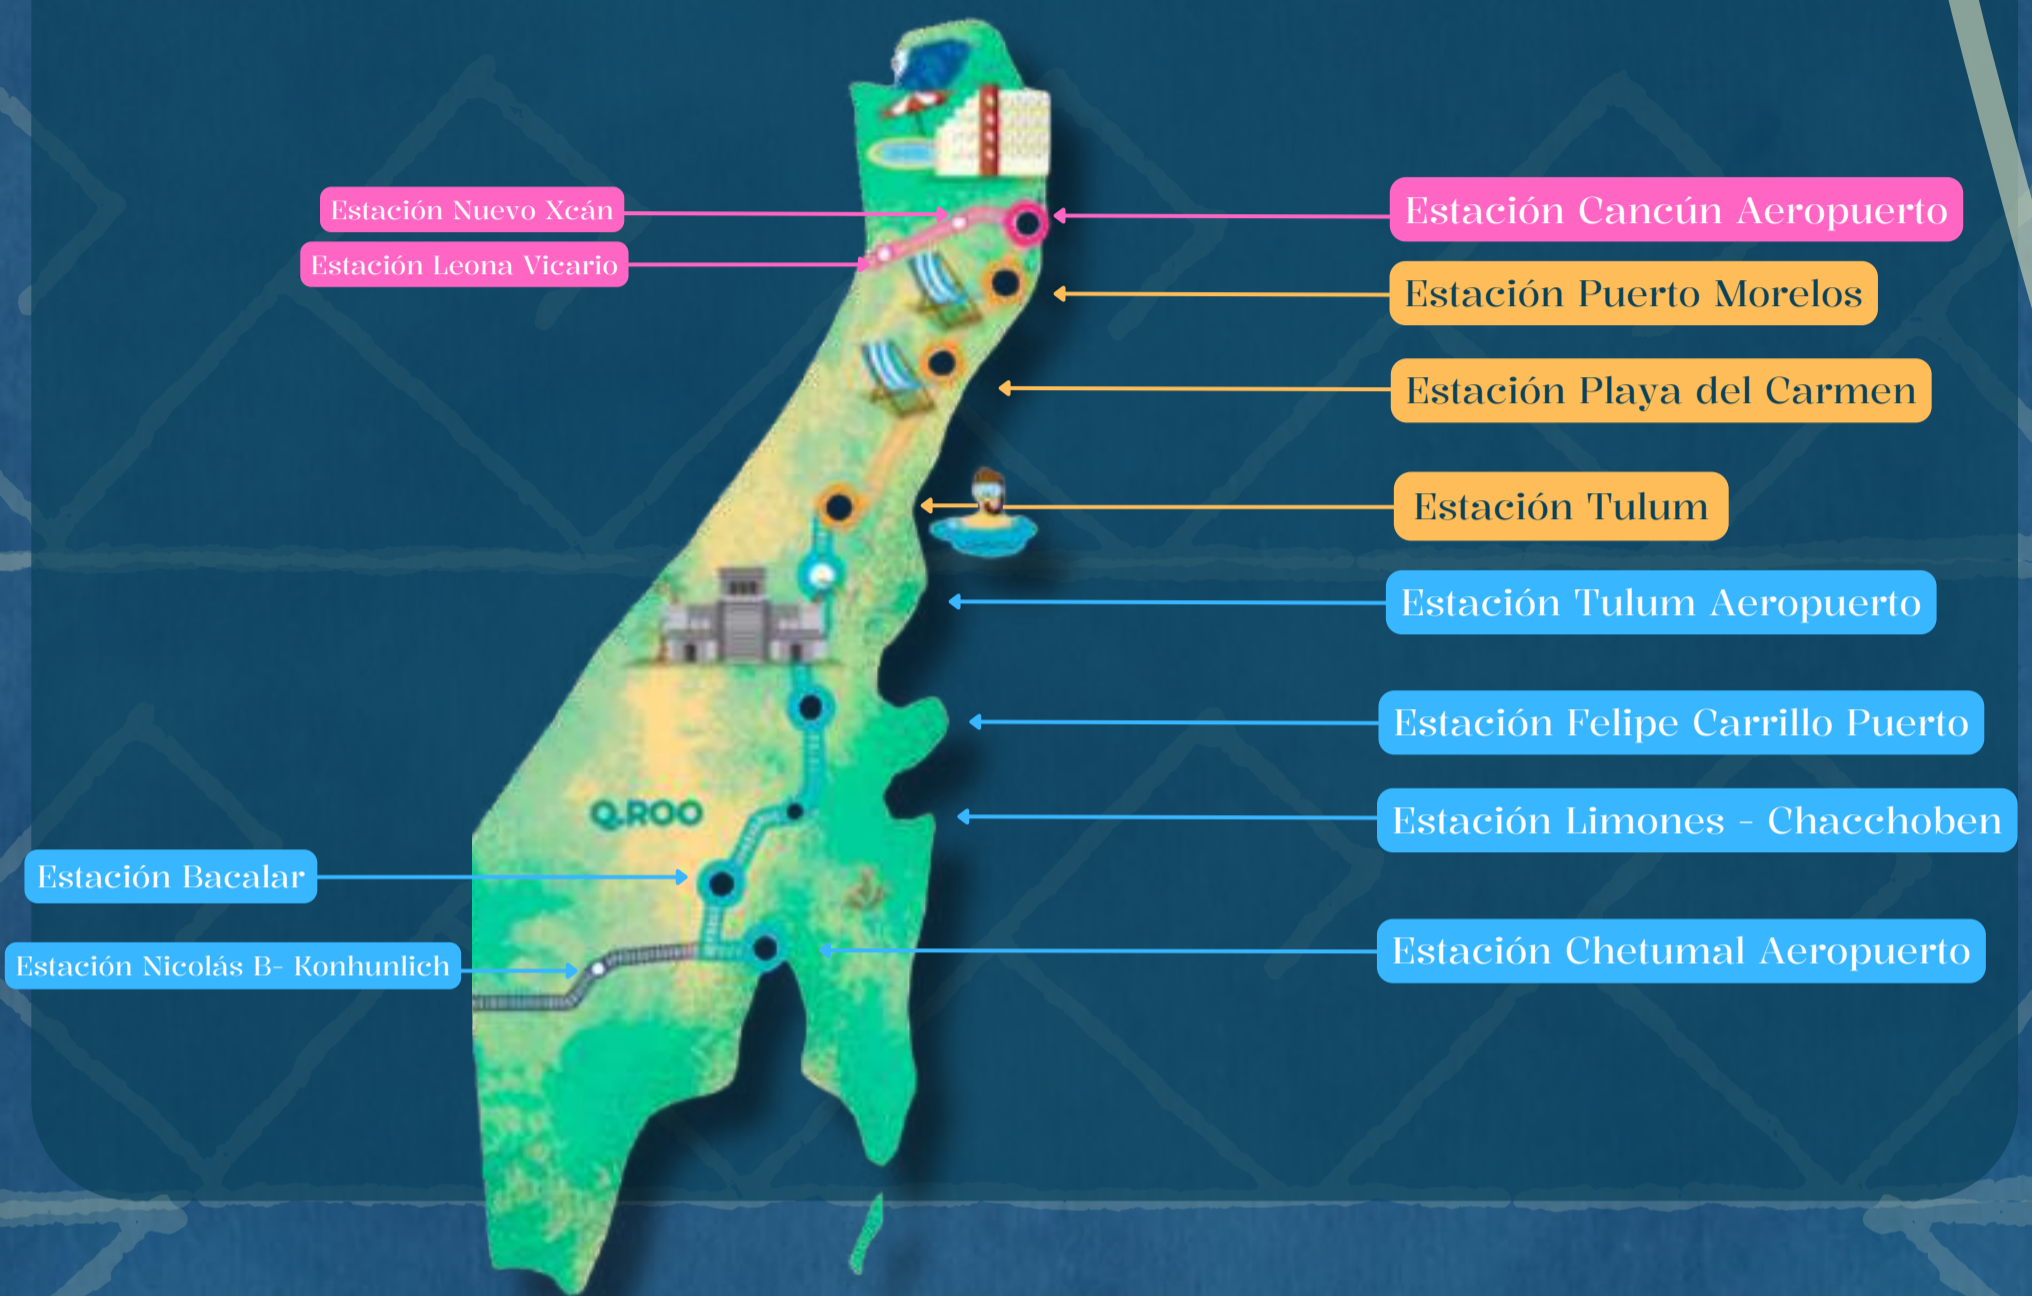 Estación Nuevo Xcán
Estación Leona Vicario
Estación Cancún Aeropuerto
Estación Puerto Morelos
Estación Playa del Carmen
Estación Tulum
Estación Tulum Aeropuerto
Estación Felipe Carrillo Puerto
Q.ROO
Estación Limones - Chacchoben
Estación Bacalar
Estación Nicolás B- Konhunlich
Estación Chetumal Aeropuerto